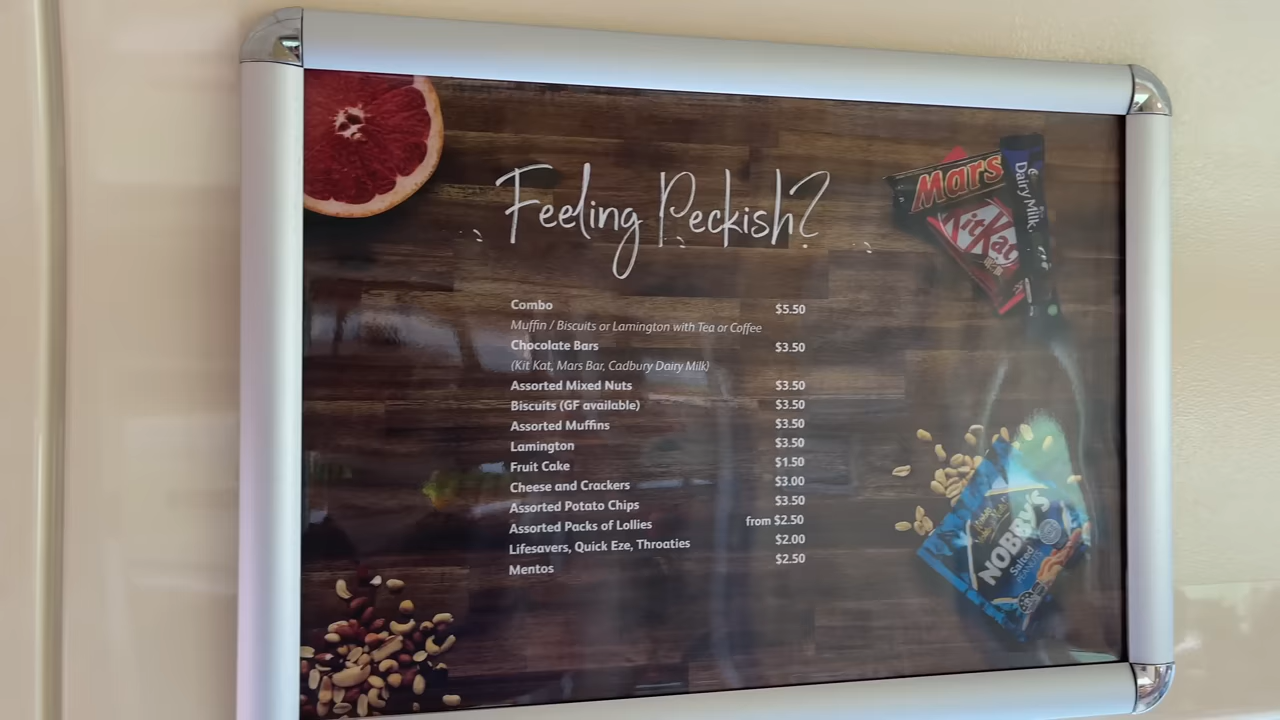 Feeling Peckish?
Combo $5.50
Muffin / Biscuits or Lamington with Tea or Coffee
Chocolate Bars $3.50
(Kit Kat, Mars Bar, Cadbury Dairy Milk)
Assorted Mixed Nuts $3.50
Biscuits (GF available) $3.50
Assorted Muffins $3.50
Lamington $3.50
Fruit Cake $1.50
Cheese and Crackers $3.00
Assorted Potato Chips $3.50
Assorted Packs of Lollies from $2.50
Lifesavers, Quick Eze, Throaties $2.00
Mentos $2.50
Mars
KitKat
Dairy Milk
NOBBY'S
Salted
PEANUTS